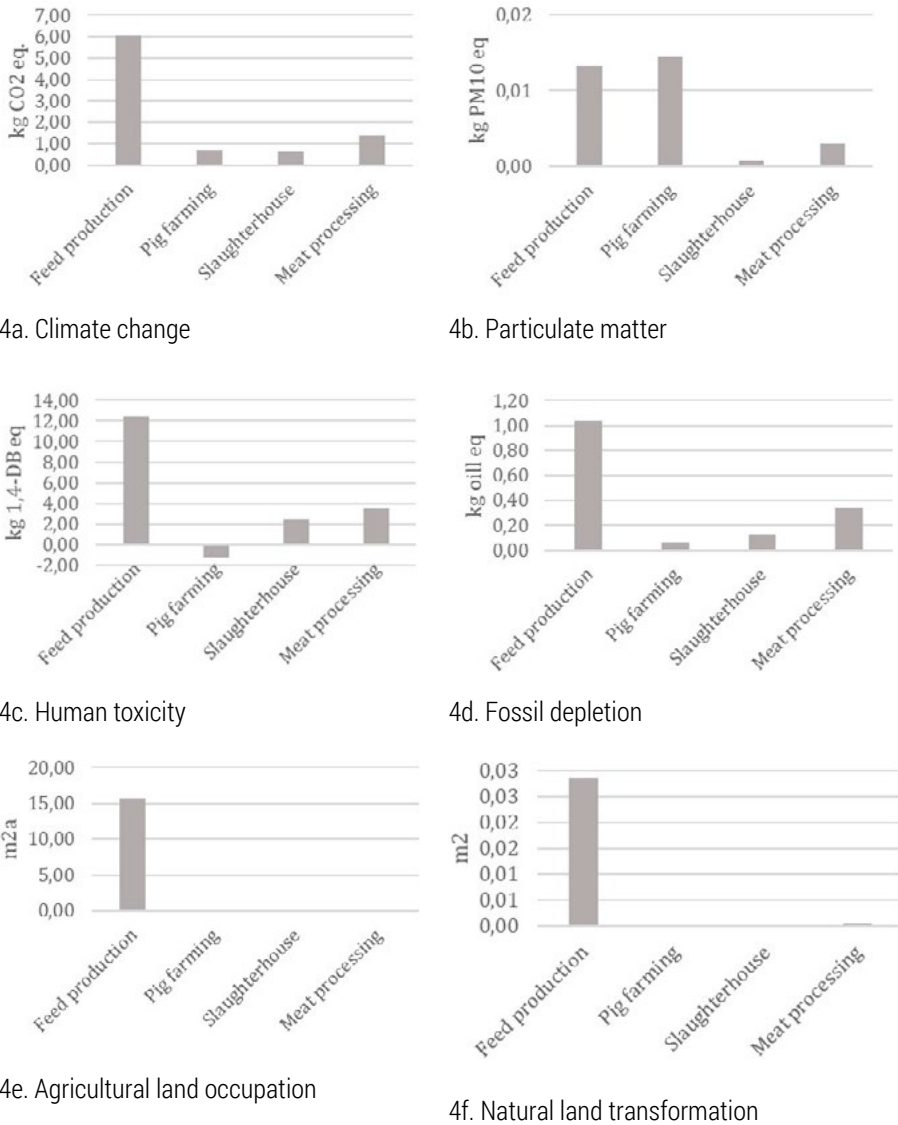 7,00
6,00
5,00
4,00
3,00
2,00
1,00
0,00
kg CO2 eq.
Feed production
Pig farming
Slaughterhouse
Meat processing
4a. Climate change
0,02
0,01
0,00
kg PM10 eq
Feed production
Pig farming
Slaughterhouse
Meat processing
4b. Particulate matter
14,00
12,00
10,00
8,00
6,00
4,00
2,00
0,00
-2,00
kg 1,4-DB eq
Feed production
Pig farming
Slaughterhouse
Meat processing
4c. Human toxicity
1,20
1,00
0,80
0,60
0,40
0,20
0,00
kg oill eq
Feed production
Pig farming
Slaughterhouse
Meat processing
4d. Fossil depletion
20,00
15,00
10,00
5,00
0,00
m2a
Feed production
Pig farming
Slaughterhouse
Meat processing
4e. Agricultural land occupation
0,03
0,03
0,02
0,02
0,01
0,01
0,00
m2
Feed production
Pig farming
Slaughterhouse
Meat processing
4f. Natural land transformation